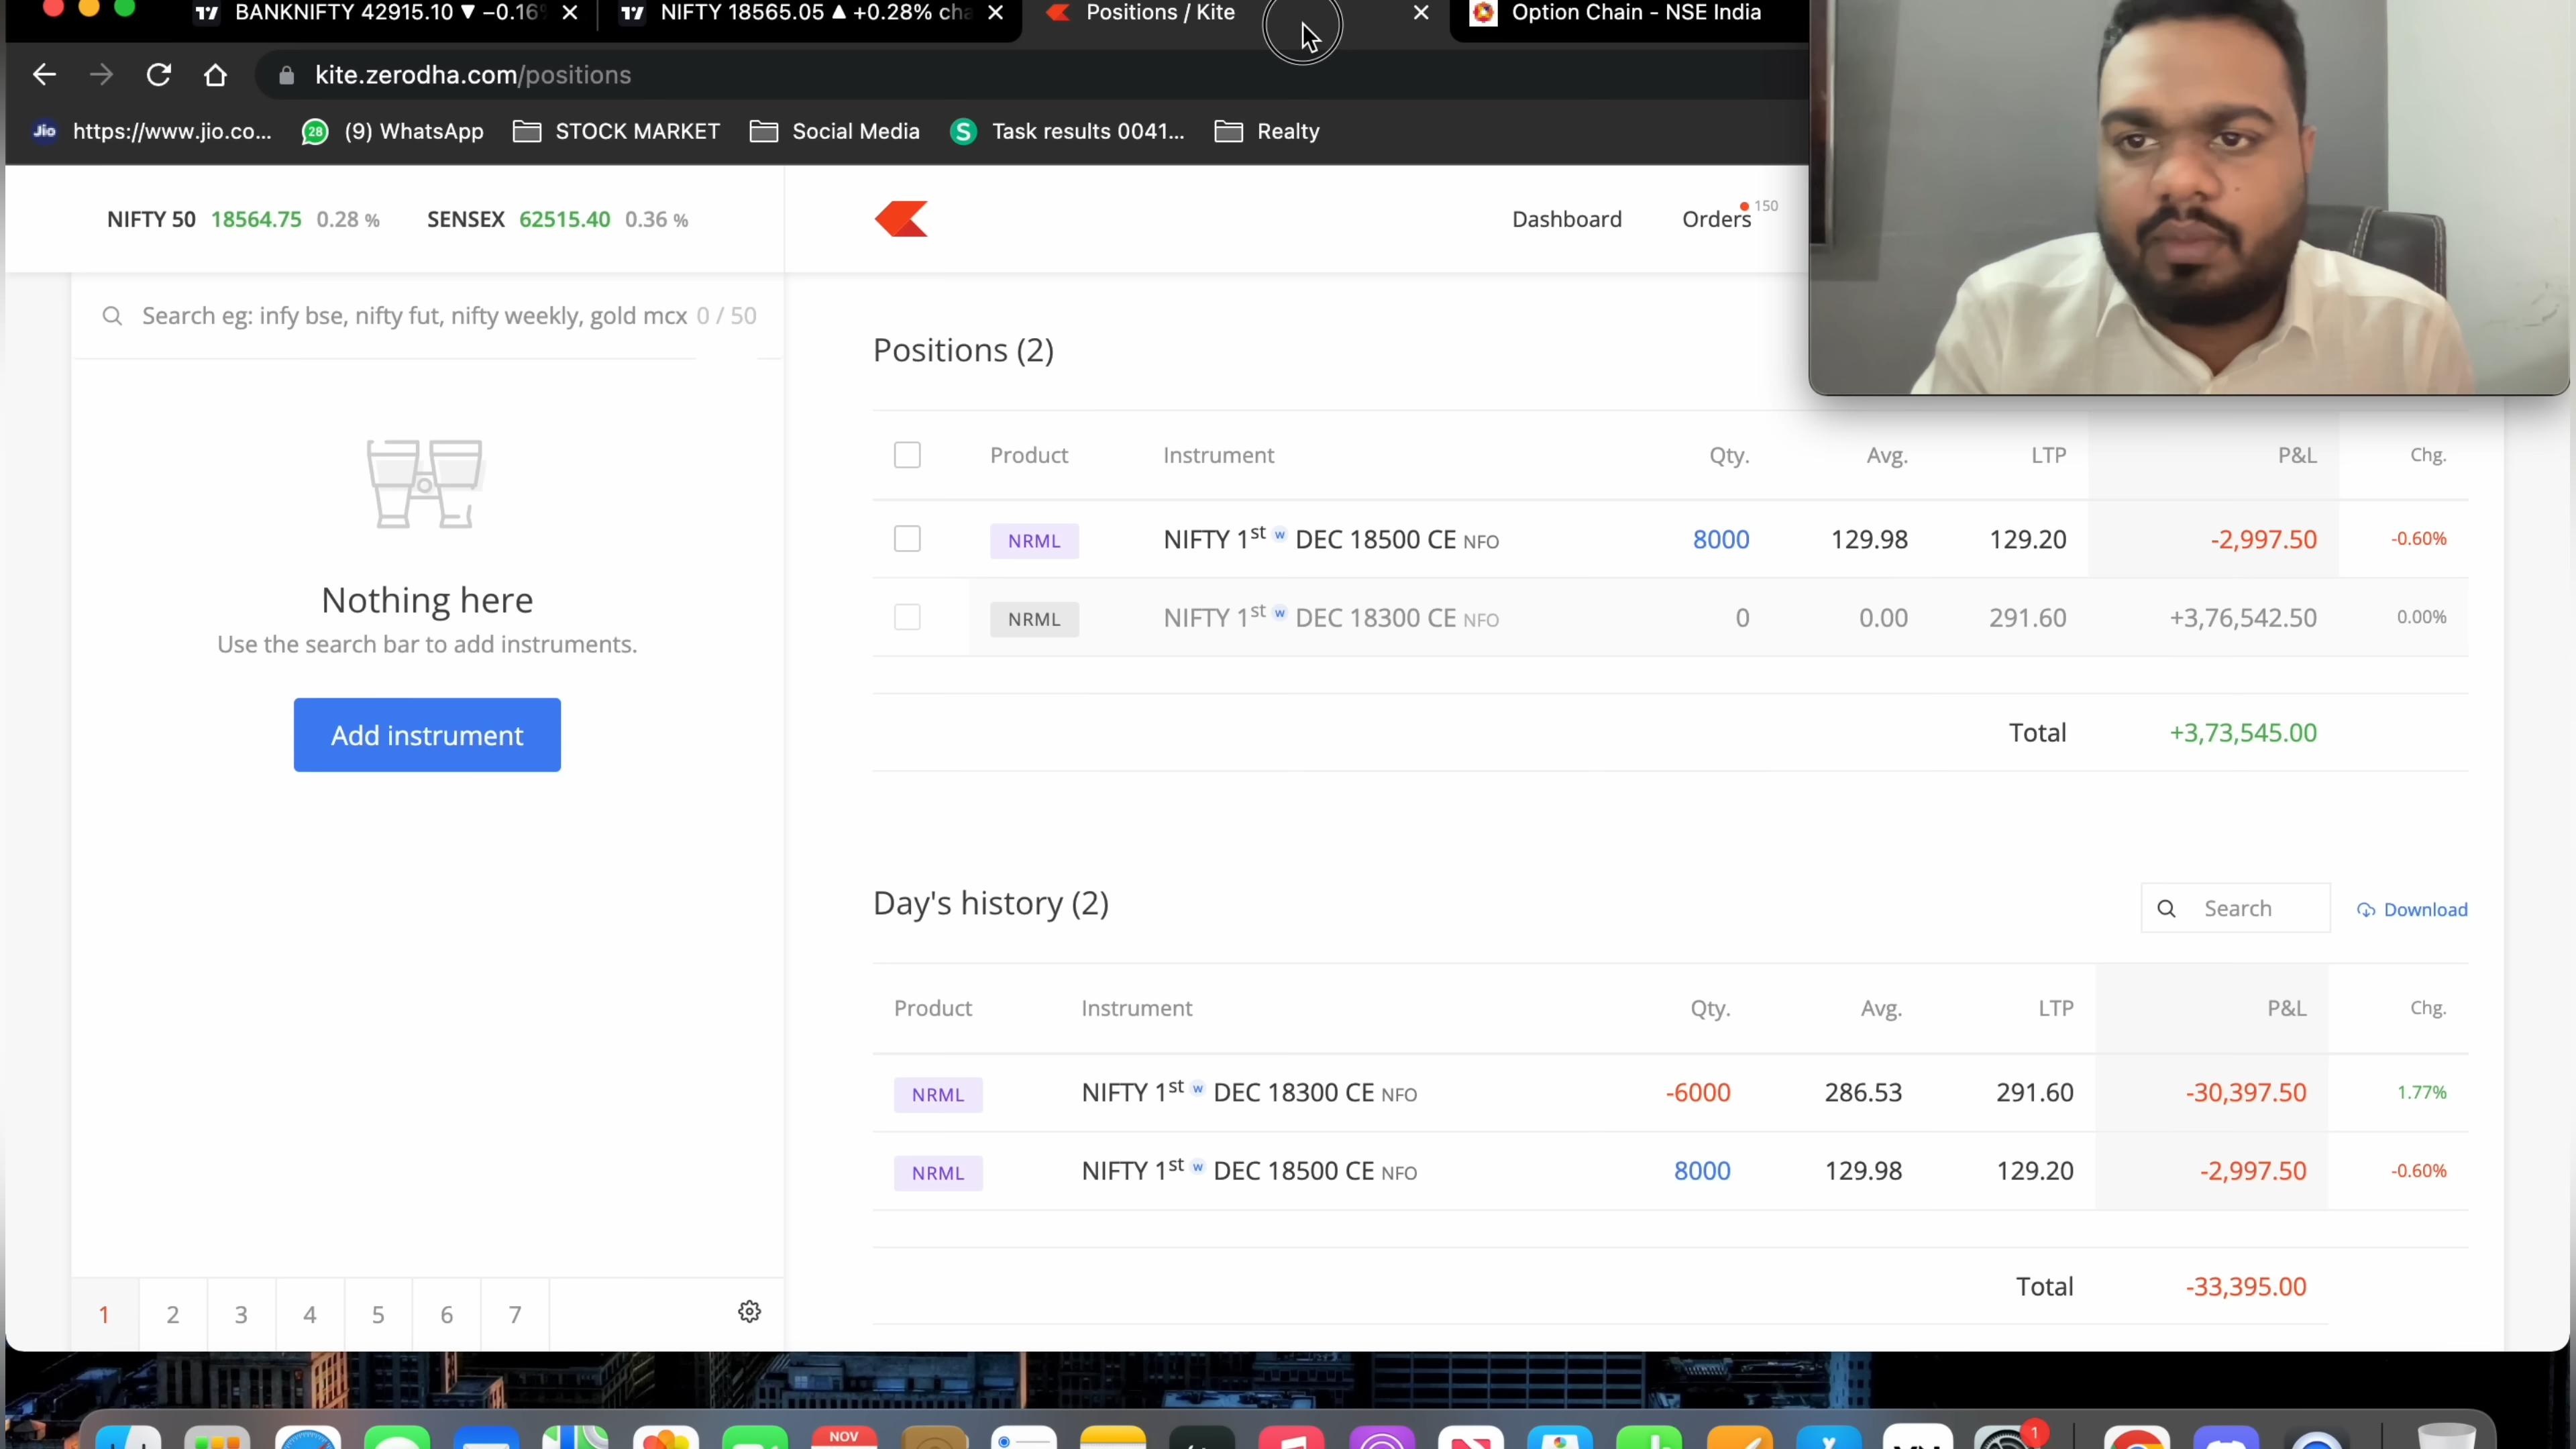 BANKNIFTY 42915.10 ▼ −0.16%
NIFTY 18565.05 ▲ +0.28% cha
Positions / Kite
Option Chain - NSE India
kite.zerodha.com/positions
Jio https://www.jio.co... 28 (9) WhatsApp STOCK MARKET Social Media S Task results 0041... Realty
NIFTY 50 18564.75 0.28 % SENSEX 62515.40 0.36 %
Dashboard Orders 150
Search eg: infy bse, nifty fut, nifty weekly, gold mcx 0 / 50
Nothing here
Use the search bar to add instruments.
Add instrument
1 2 3 4 5 6 7
Positions (2)
Product Instrument Qty. Avg. LTP P&L Chg.
NRML NIFTY 1st w DEC 18500 CE NFO 8000 129.98 129.20 -2,997.50 -0.60%
NRML NIFTY 1st w DEC 18300 CE NFO 0 0.00 291.60 +3,76,542.50 0.00%
Total +3,73,545.00
Day's history (2)
Search Download
Product Instrument Qty. Avg. LTP P&L Chg.
NRML NIFTY 1st w DEC 18300 CE NFO -6000 286.53 291.60 -30,397.50 1.77%
NRML NIFTY 1st w DEC 18500 CE NFO 8000 129.98 129.20 -2,997.50 -0.60%
Total -33,395.00
NOV
1